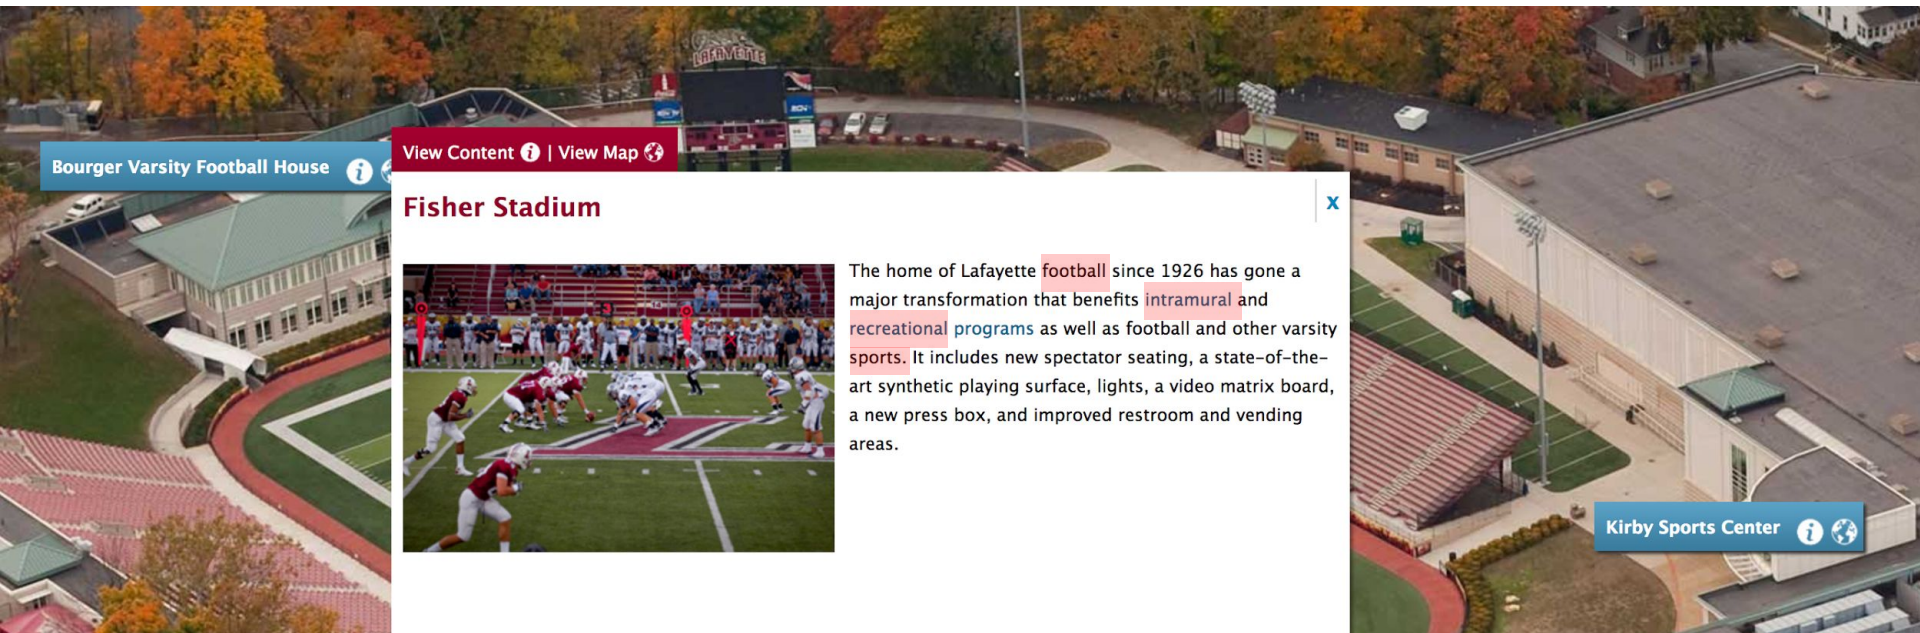 LAFAYETTE
Bourger Varsity Football House
View Content i | View Map
Fisher Stadium
x
The home of Lafayette football since 1926 has gone a
major transformation that benefits intramural and
recreational programs as well as football and other varsity
sports. It includes new spectator seating, a state-of-the-
art synthetic playing surface, lights, a video matrix board,
a new press box, and improved restroom and vending
areas.
Kirby Sports Center